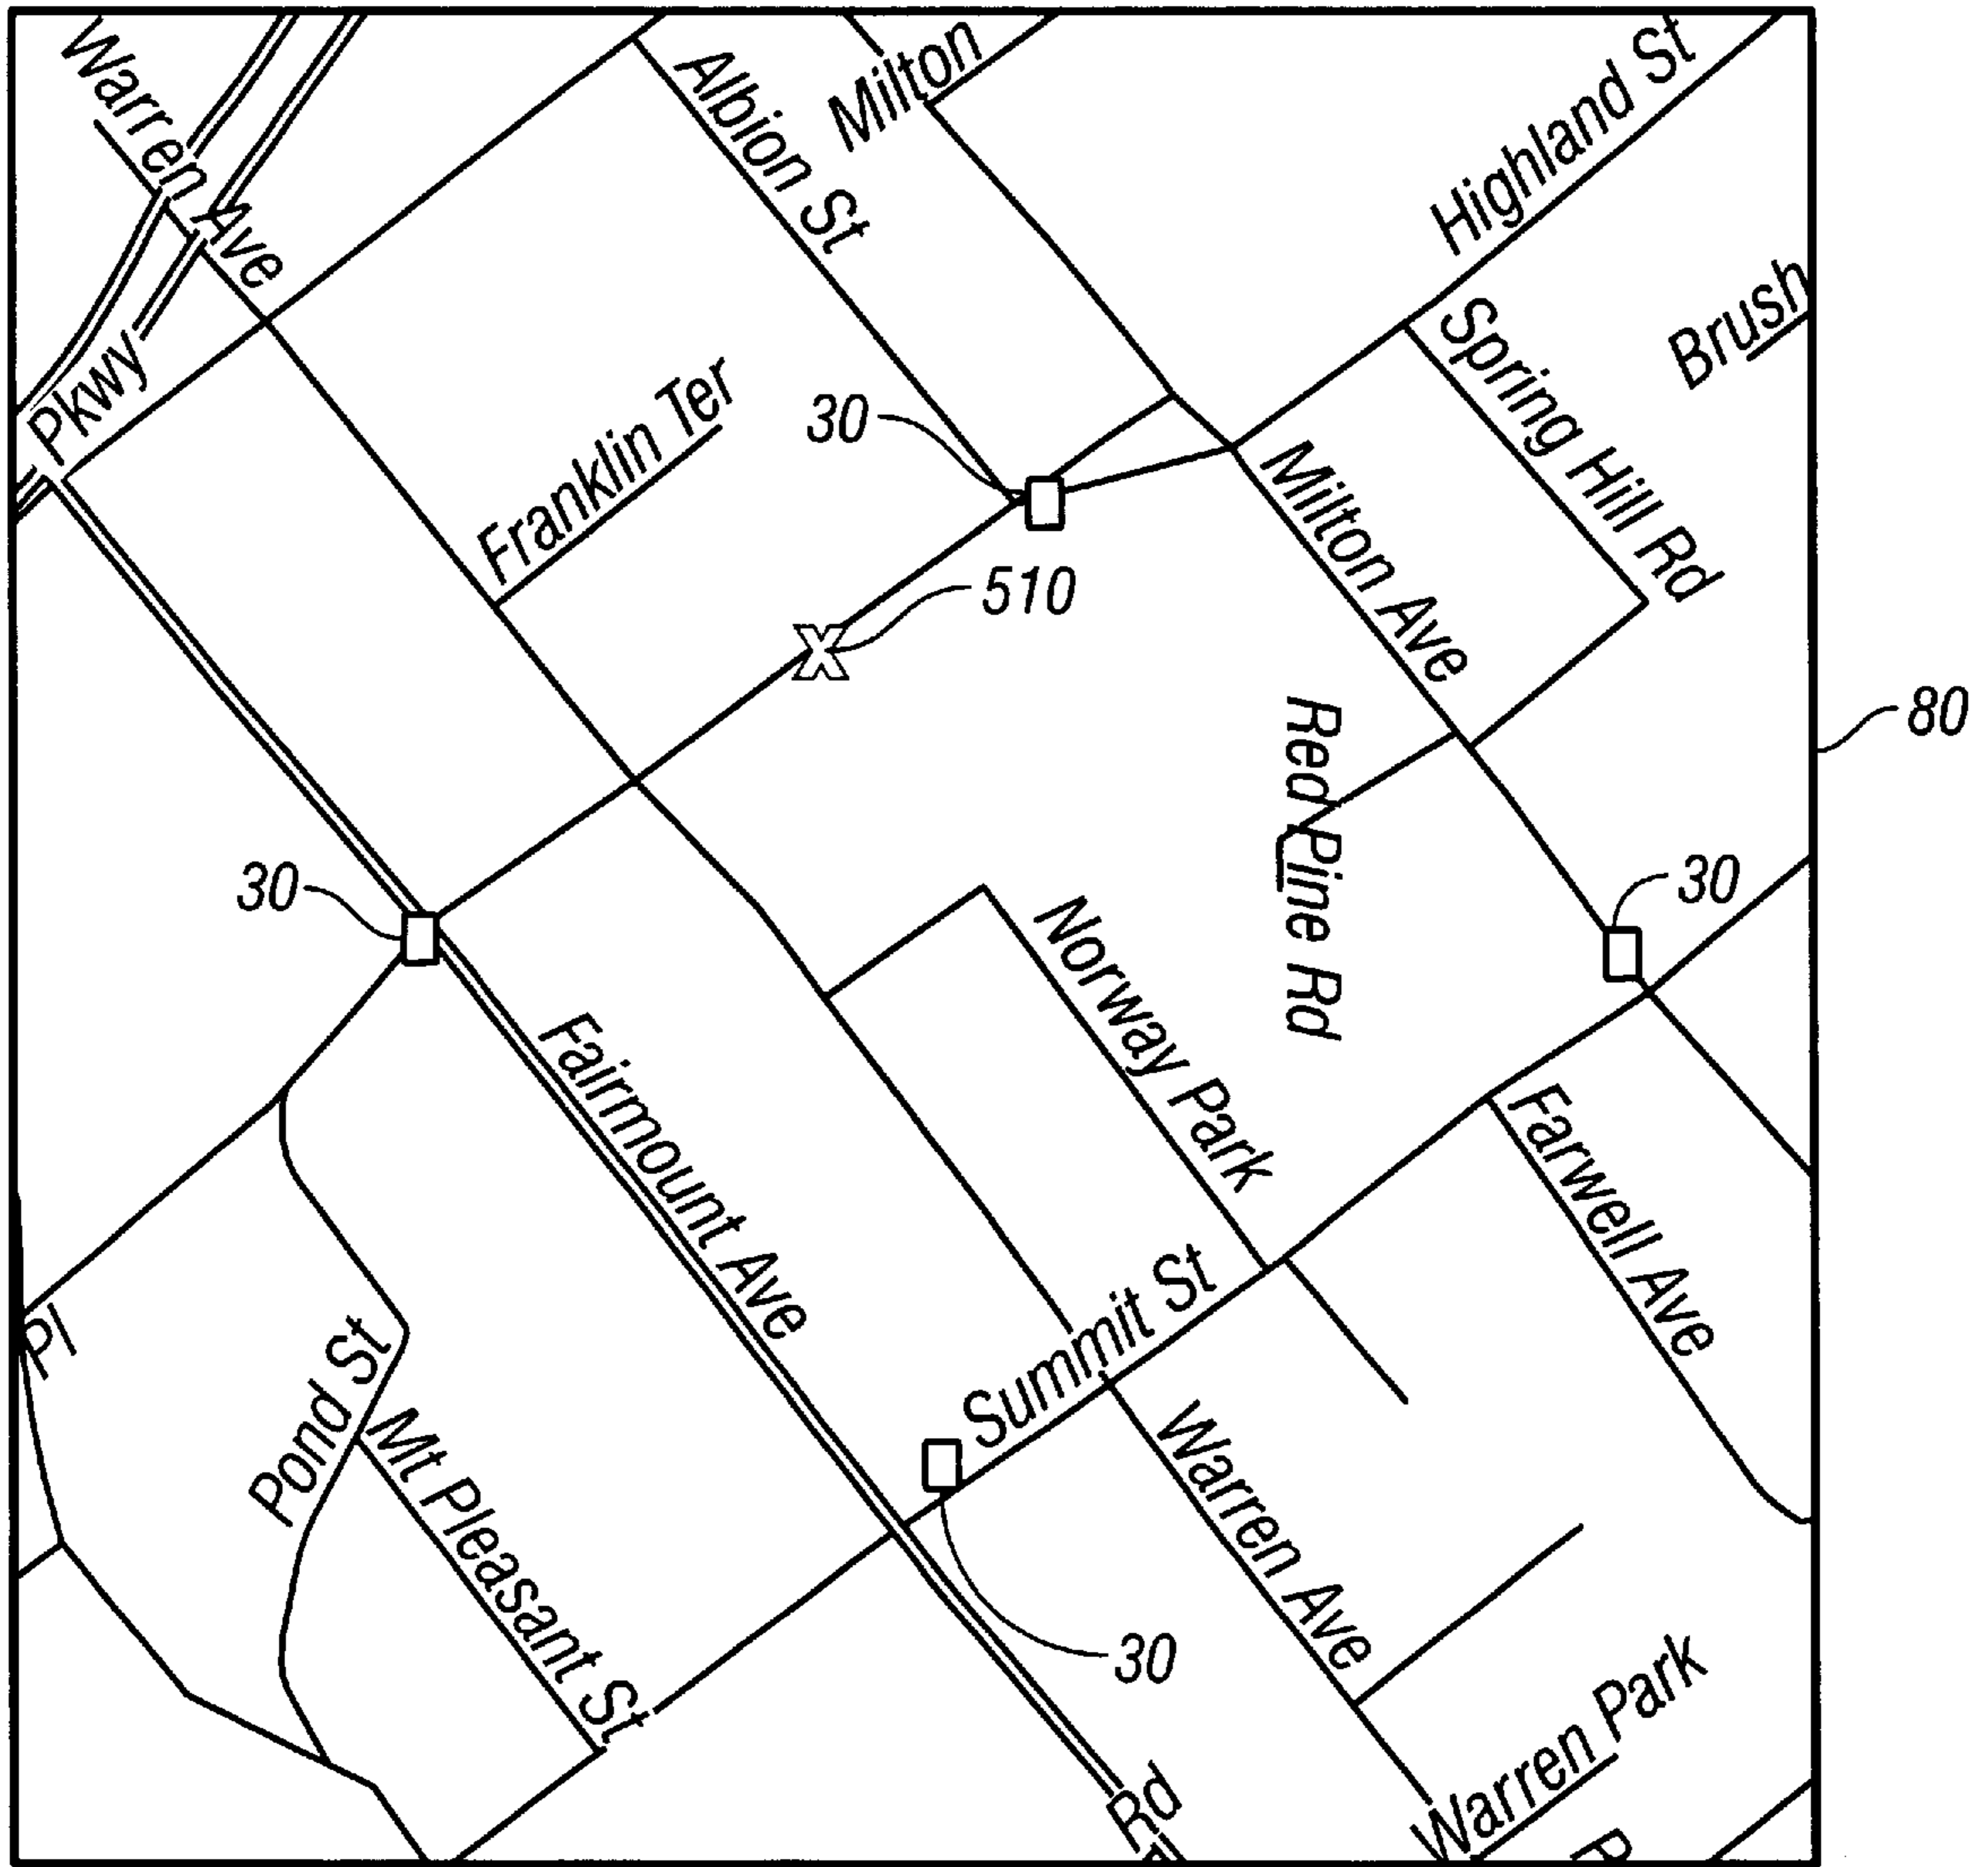 Warren Ave
Albion St
Milton
Highland St
Brush
Spring Hill Rd
Pkwy
Franklin Ter
30
Milton Ave
510
80
Red Pine Rd
30
30
Norway Park
Fairmount Ave
Farwell Ave
Summit St
Pl
Pond St
Mt Pleasant St
Warren Ave
30
Warren Park
Rd